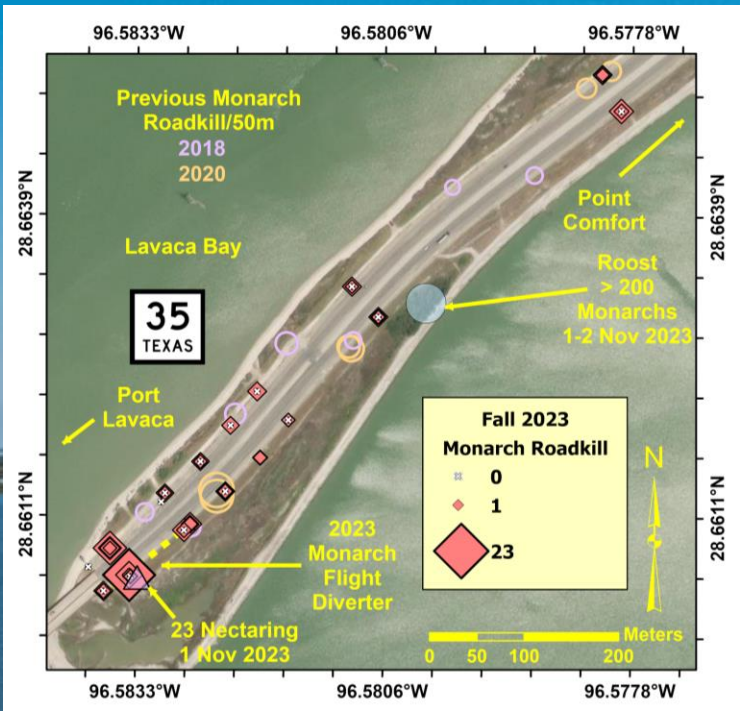 96.5833°W 96.5806°W 96.5778°W
Previous Monarch
Roadkill/50m
2018
2020
28.6639°N
28.6639°N
Lavaca Bay
Point
Comfort
Roost
> 200
Monarchs
1-2 Nov 2023
35
TEXAS
Port
Lavaca
Fall 2023
Monarch Roadkill
0
1
23
N
28.6611°N
28.6611°N
2023
Monarch
Flight
Diverter
23 Nectaring
1 Nov 2023
Meters
0 50 100 200
96.5833°W 96.5806°W 96.5778°W